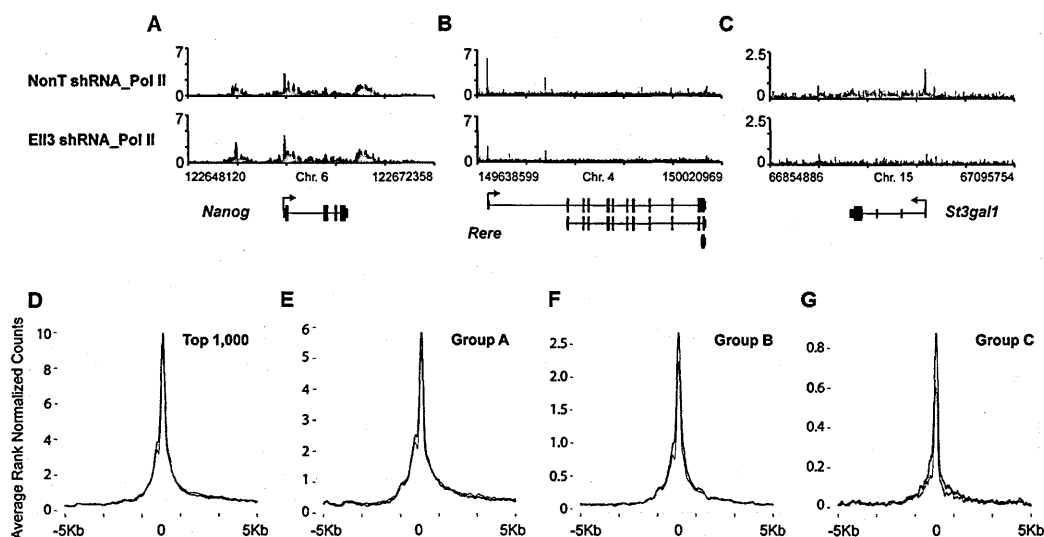 A B C
NonT shRNA_Pol II
7
0
7
0
2.5
0
Ell3 shRNA_Pol II
7
0
7
0
2.5
0
122648120 Chr. 6 122672358
149638599 Chr. 4 150020969
66854886 Chr. 15 67095754
Nanog
Rere
St3gal1
D E F G
Average Rank Normalized Counts
Top 1,000
10
8
6
4
2
0
-5Kb 0 5Kb
Group A
6
5
4
3
2
1
0
-5Kb 0 5Kb
Group B
2.5
2.0
1.5
1.0
0.5
0.0
-5Kb 0 5Kb
Group C
0.8
0.6
0.4
0.2
0
-5Kb 0 5Kb